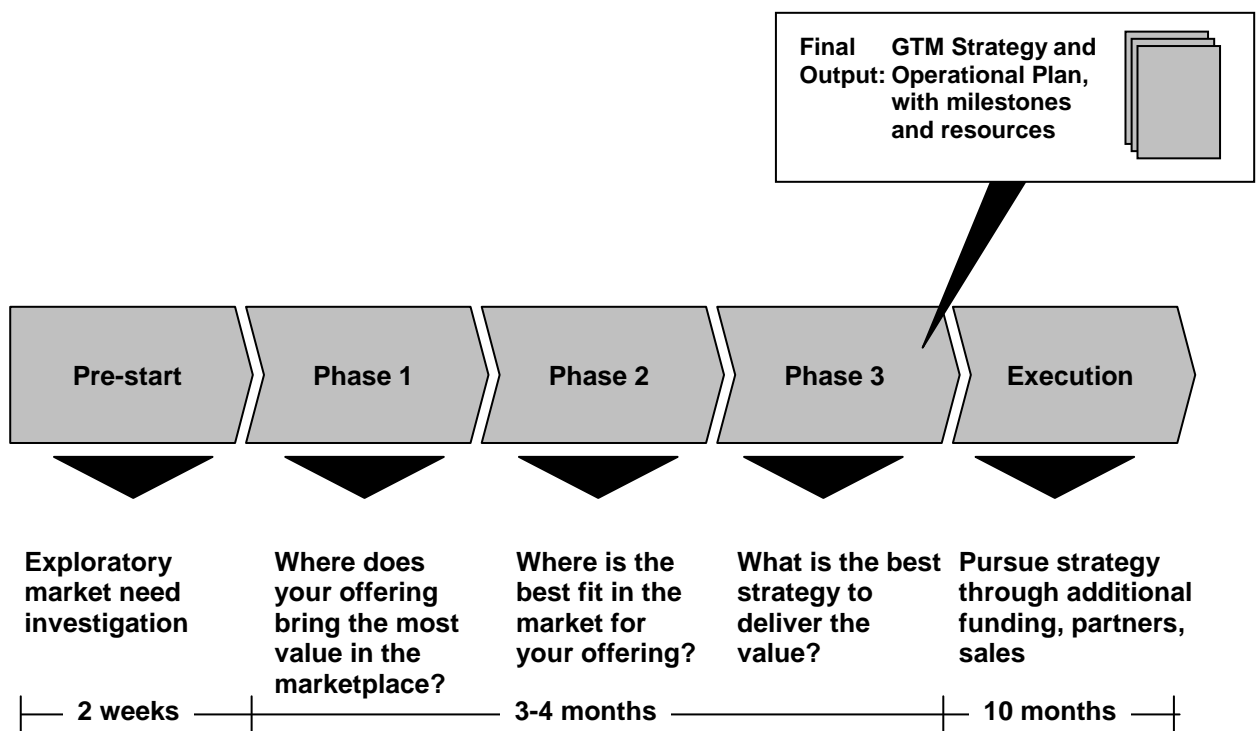 Final GTM Strategy and
Output: Operational Plan,
with milestones
and resources
Pre-start
Phase 1
Phase 2
Phase 3
Execution
Exploratory
market need
investigation
Where does
your offering
bring the most
value in the
marketplace?
Where is the
best fit in the
market for
your offering?
What is the best
strategy to
deliver the
value?
Pursue strategy
through additional
funding, partners,
sales
2 weeks
3-4 months
10 months